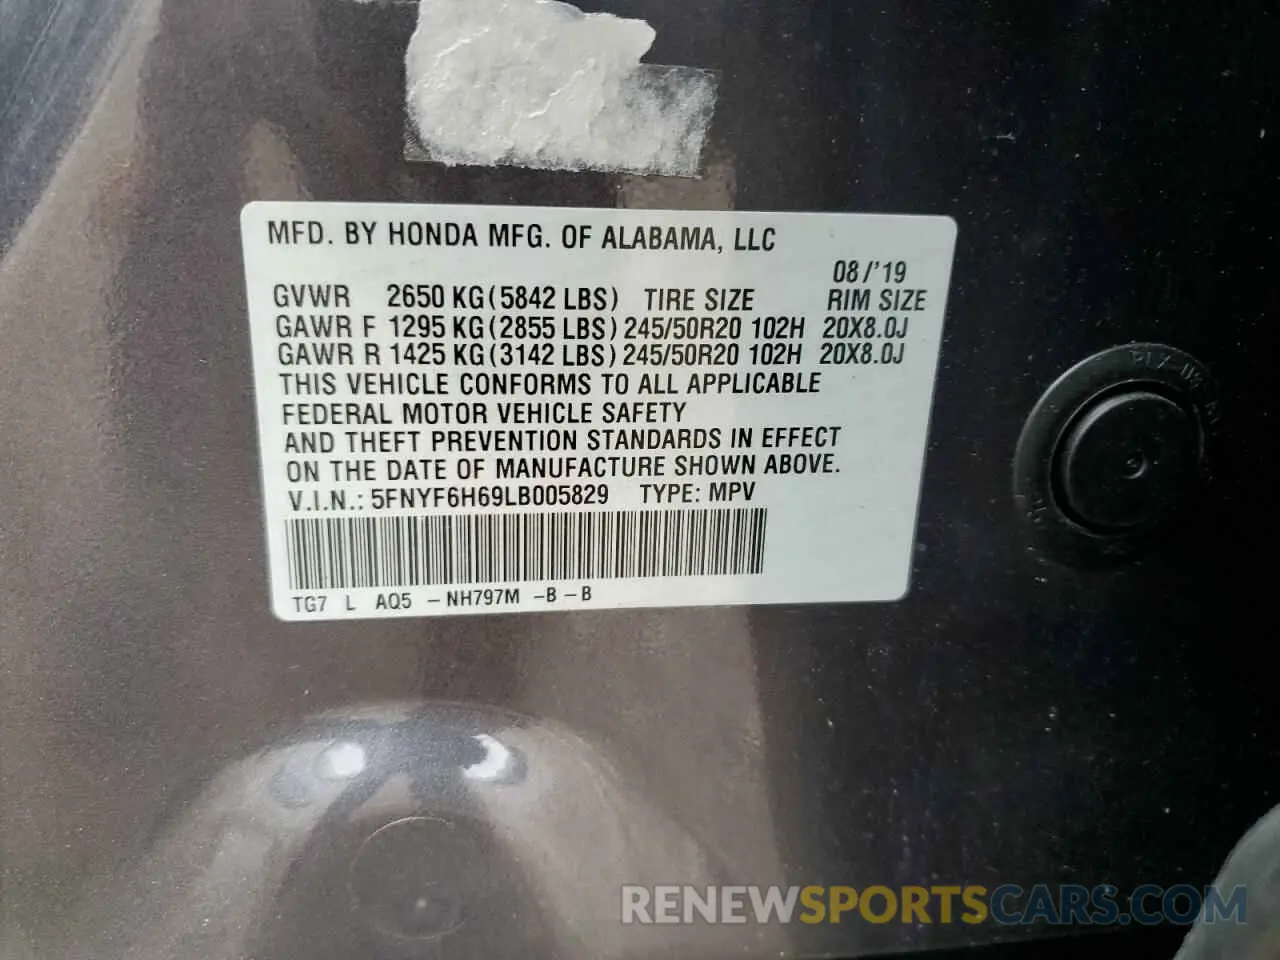 MFD. BY HONDA MFG. OF ALABAMA, LLC
08/'19
GVWR 2650 KG (5842 LBS) TIRE SIZE RIM SIZE
GAWR F 1295 KG (2855 LBS) 245/50R20 102H 20X8.0J
GAWR R 1425 KG (3142 LBS) 245/50R20 102H 20X8.0J
THIS VEHICLE CONFORMS TO ALL APPLICABLE
FEDERAL MOTOR VEHICLE SAFETY
AND THEFT PREVENTION STANDARDS IN EFFECT
ON THE DATE OF MANUFACTURE SHOWN ABOVE.
V.I.N.: 5FNYF6H69LB005829 TYPE: MPV
TG7 L AQ5 -NH797M -B-B
RENEWSPORTSCARS.COM